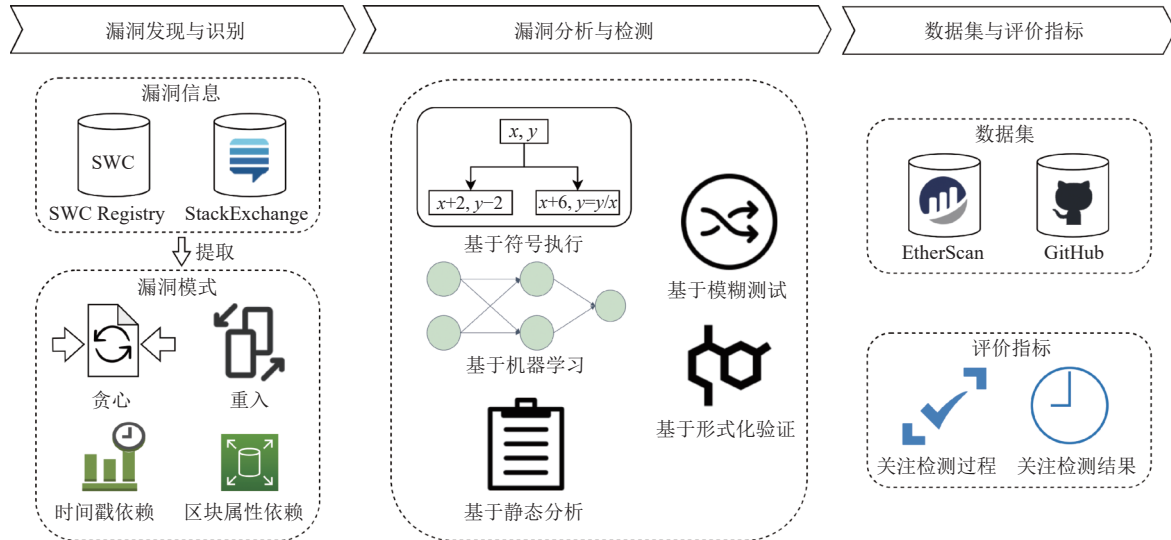 漏洞发现与识别
漏洞分析与检测
数据集与评价指标
漏洞信息
SWC
SWC Registry
StackExchange
提取
漏洞模式
贪心
重入
时间戳依赖
区块属性依赖
x, y
x+2, y−2
x+6, y=y/x
基于符号执行
基于机器学习
基于静态分析
基于模糊测试
基于形式化验证
数据集
EtherScan
GitHub
评价指标
关注检测过程
关注检测结果